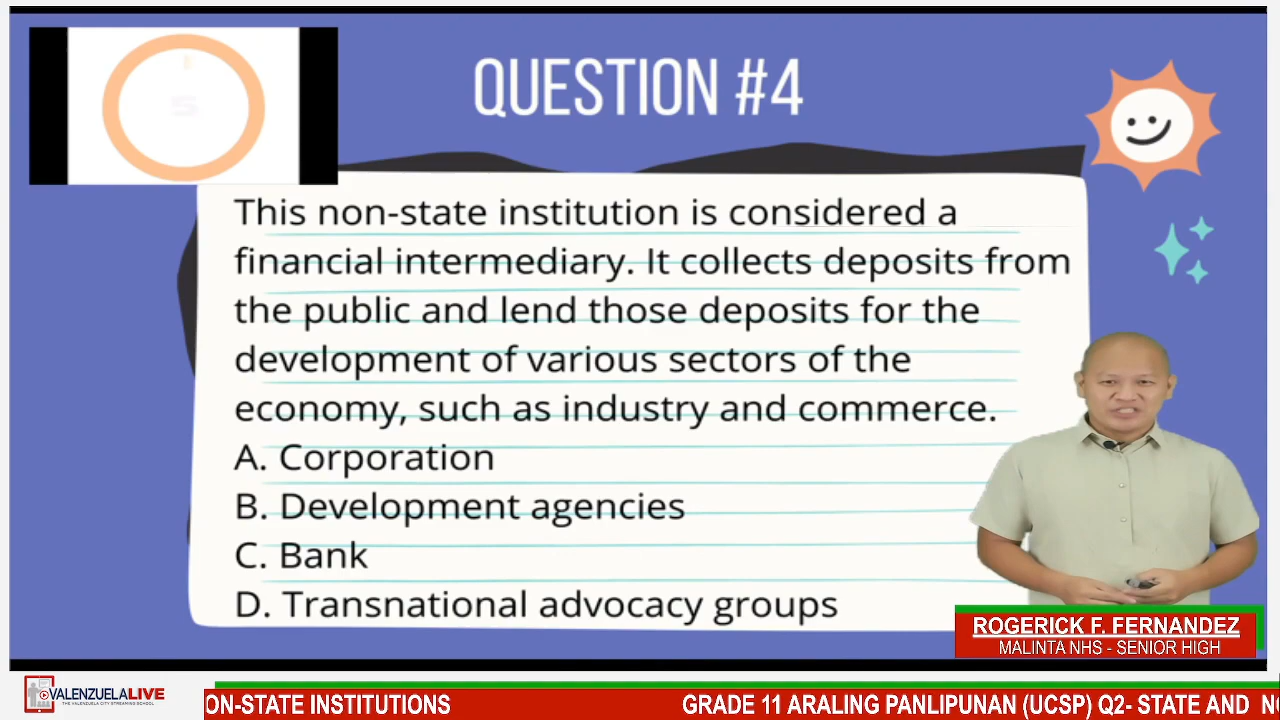 QUESTION #4
This non-state institution is considered a
financial intermediary. It collects deposits from
the public and lend those deposits for the
development of various sectors of the
economy, such as industry and commerce.
A. Corporation
B. Development agencies
C. Bank
D. Transnational advocacy groups
ROGERICK F. FERNANDEZ
MALINTA NHS - SENIOR HIGH
VALENZUELALIVE
THE VALENZUELA CITY STREAMING SCHOOL
ON-STATE INSTITUTIONS GRADE 11 ARALING PANLIPUNAN (UCSP) Q2- STATE AND NO